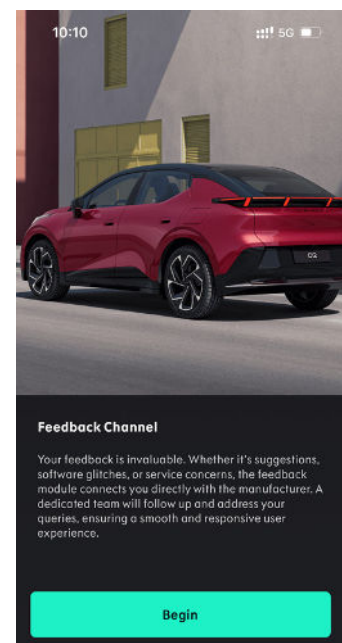 10:10
5G
Feedback Channel
Your feedback is invaluable. Whether it's suggestions,
software glitches, or service concerns, the feedback
module connects you directly with the manufacturer. A
dedicated team will follow up and address your
queries, ensuring a smooth and responsive user
experience.
Begin